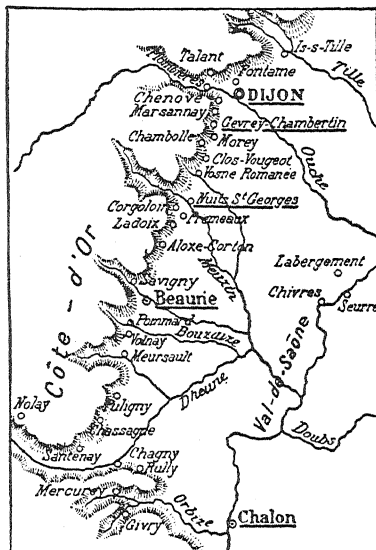 Is-s-Tille
Talant
Tille
Fontaine
Plombières
DIJON
Chenove
Marsannay
Gevrey-Chambertin
Chambolle
Morey
Ouche
Clos-Vougeot
Vosne Romanée
Nuits St Georges
Corgoloin
Premeaux
Ladoix
Aloxe-Corton
Meuzin
Labergement
Savigny
Chivres
Seurre
Beaune
Côte-d'Or
Pommard
Bouzaize
Volnay
Meursault
Val-de-Saône
Dheune
Nolay
Puligny
Chassagne
Doubs
Santenay
Chagny
Rully
Mercurey
Orbize
Givry
Chalon